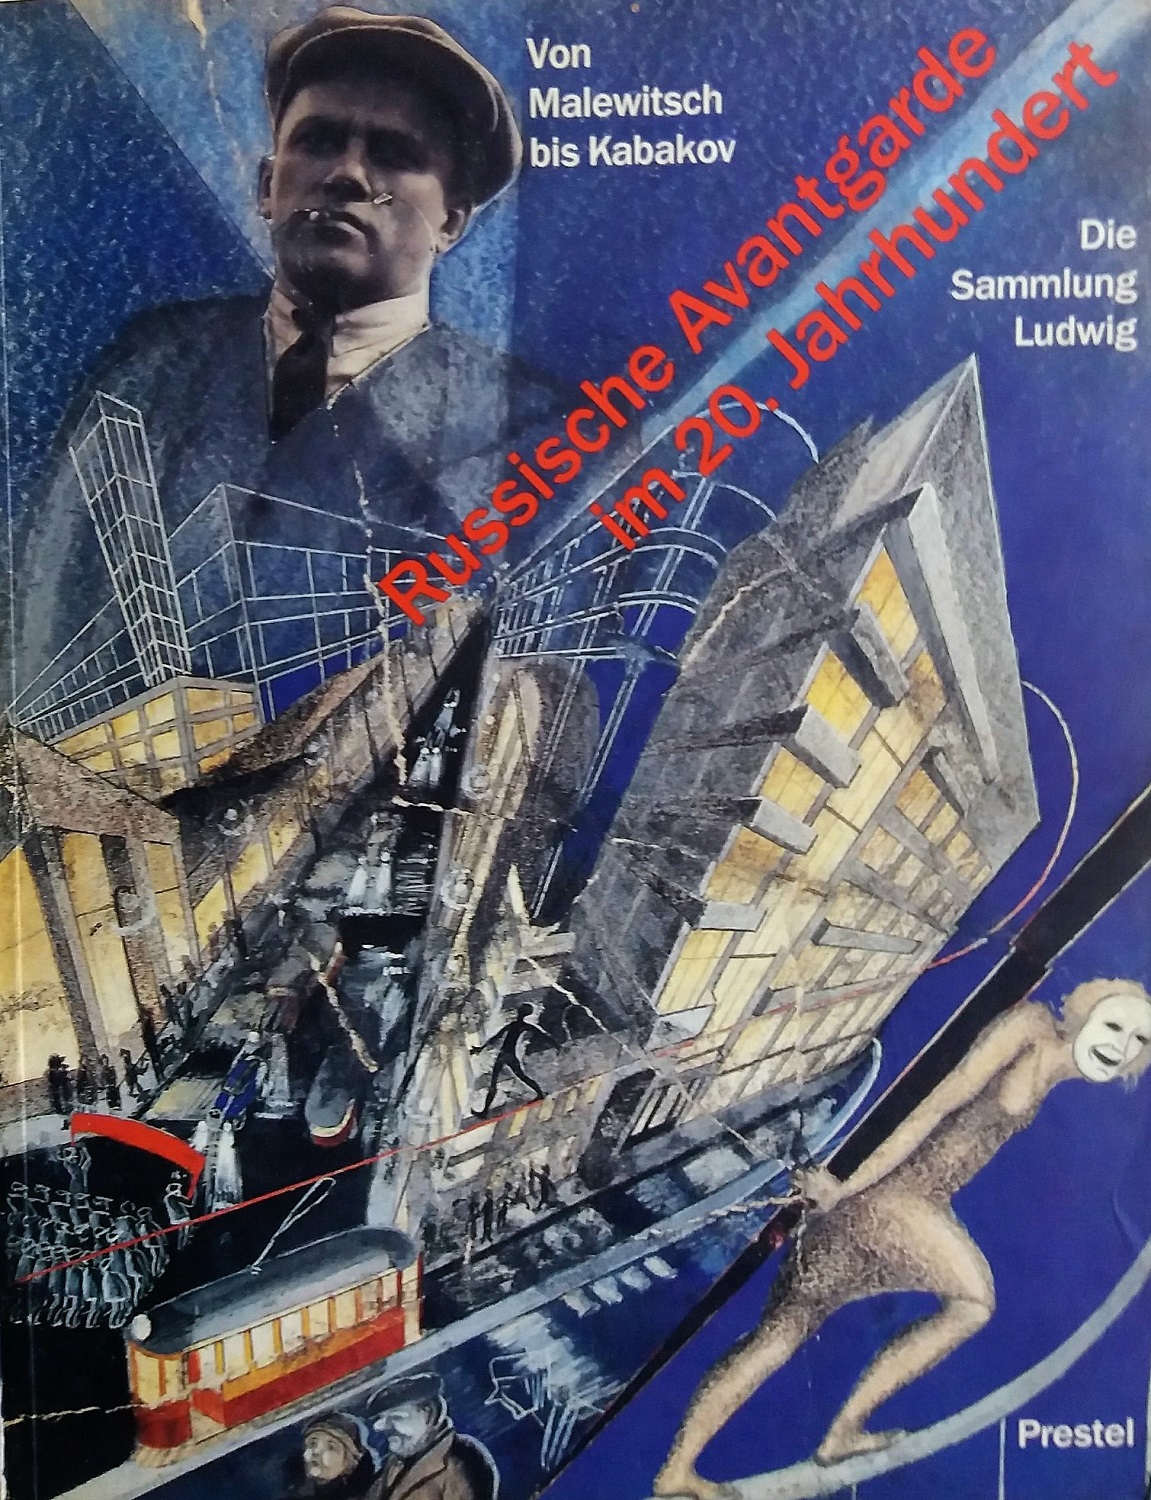 Von
Malewitsch
bis Kabakov
Russische Avantgarde
im 20. Jahrhundert
Die
Sammlung
Ludwig
Prestel